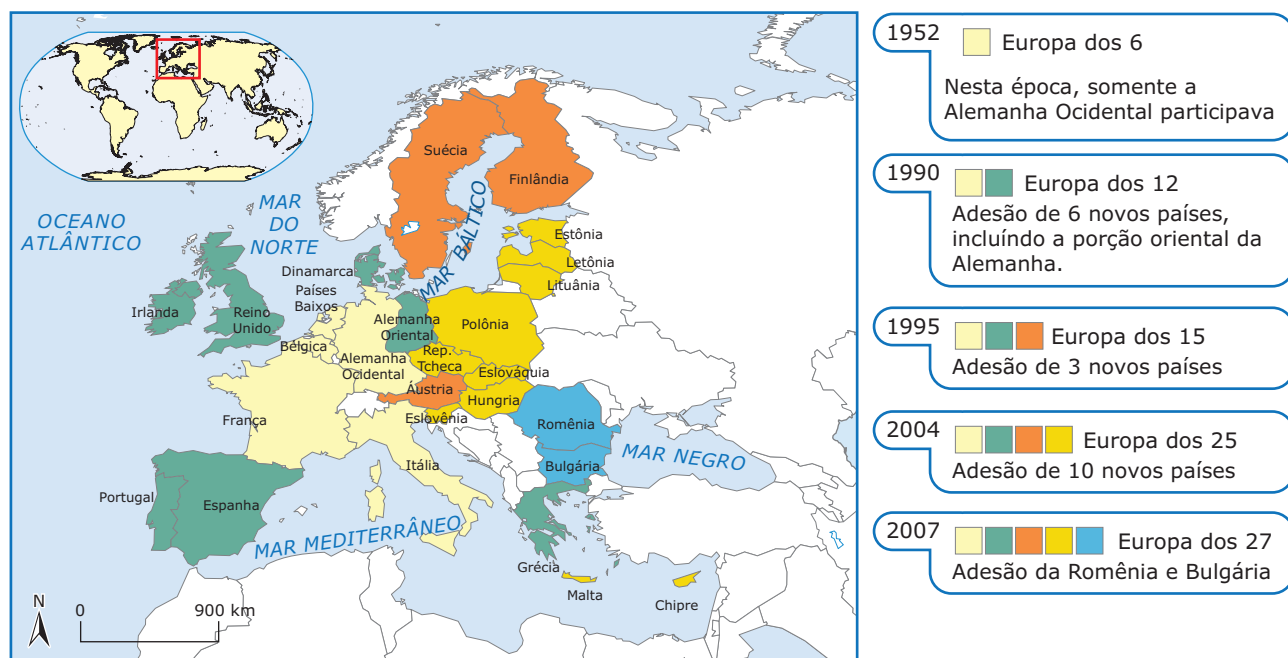 OCEANO
ATLÂNTICO
MAR
DO
NORTE
MAR BÁLTICO
Suécia
Finlândia
Estônia
Letônia
Lituânia
Dinamarca
Países
Baixos
Irlanda
Reino
Unido
Bélgica
Alemanha
Oriental
Alemanha
Ocidental
Polônia
Rep.
Tcheca
Eslováquia
Áustria
Hungria
Eslovênia
França
Itália
Romênia
Bulgária
MAR NEGRO
Portugal
Espanha
MAR MEDITERRÂNEO
Grécia
Malta
Chipre
N
0 900 km
1952
Europa dos 6
Nesta época, somente a
Alemanha Ocidental participava
1990
Europa dos 12
Adesão de 6 novos países,
incluíndo a porção oriental da
Alemanha.
1995
Europa dos 15
Adesão de 3 novos países
2004
Europa dos 25
Adesão de 10 novos países
2007
Europa dos 27
Adesão da Romênia e Bulgária